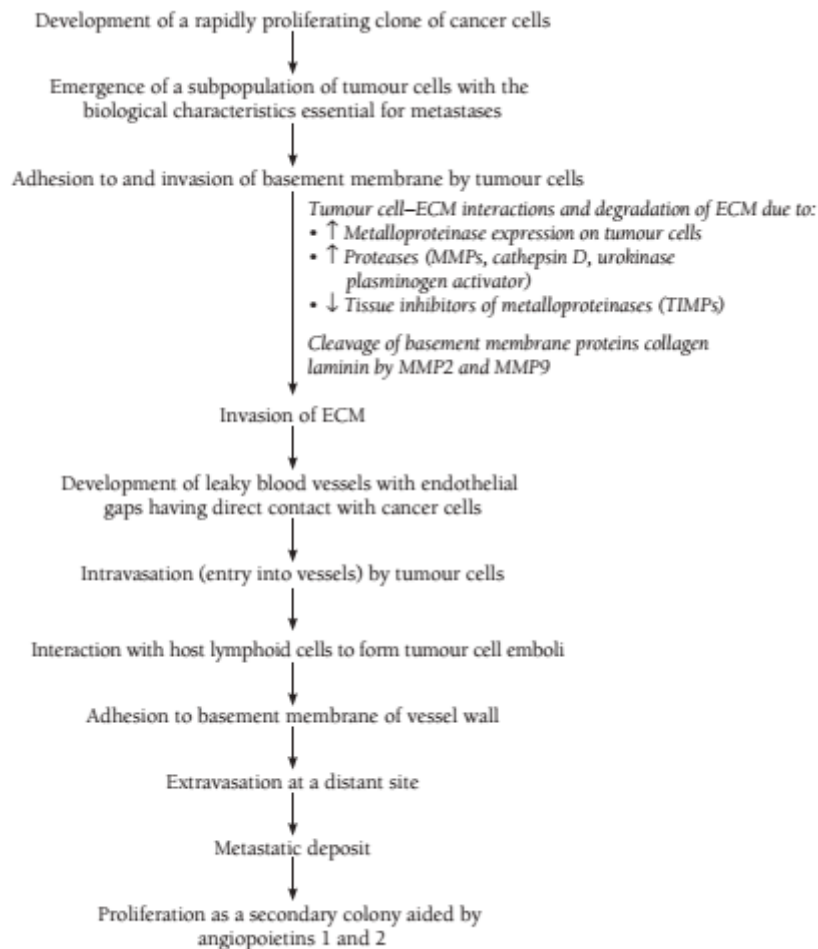 Development of a rapidly proliferating clone of cancer cells
Emergence of a subpopulation of tumour cells with the
biological characteristics essential for metastases
Adhesion to and invasion of basement membrane by tumour cells
Tumour cell–ECM interactions and degradation of ECM due to:
• ↑ Metalloproteinase expression on tumour cells
• ↑ Proteases (MMPs, cathepsin D, urokinase
plasminogen activator)
• ↓ Tissue inhibitors of metalloproteinases (TIMPs)
Cleavage of basement membrane proteins collagen
laminin by MMP2 and MMP9
Invasion of ECM
Development of leaky blood vessels with endothelial
gaps having direct contact with cancer cells
Intravasation (entry into vessels) by tumour cells
Interaction with host lymphoid cells to form tumour cell emboli
Adhesion to basement membrane of vessel wall
Extravasation at a distant site
Metastatic deposit
Proliferation as a secondary colony aided by
angiopoietins 1 and 2